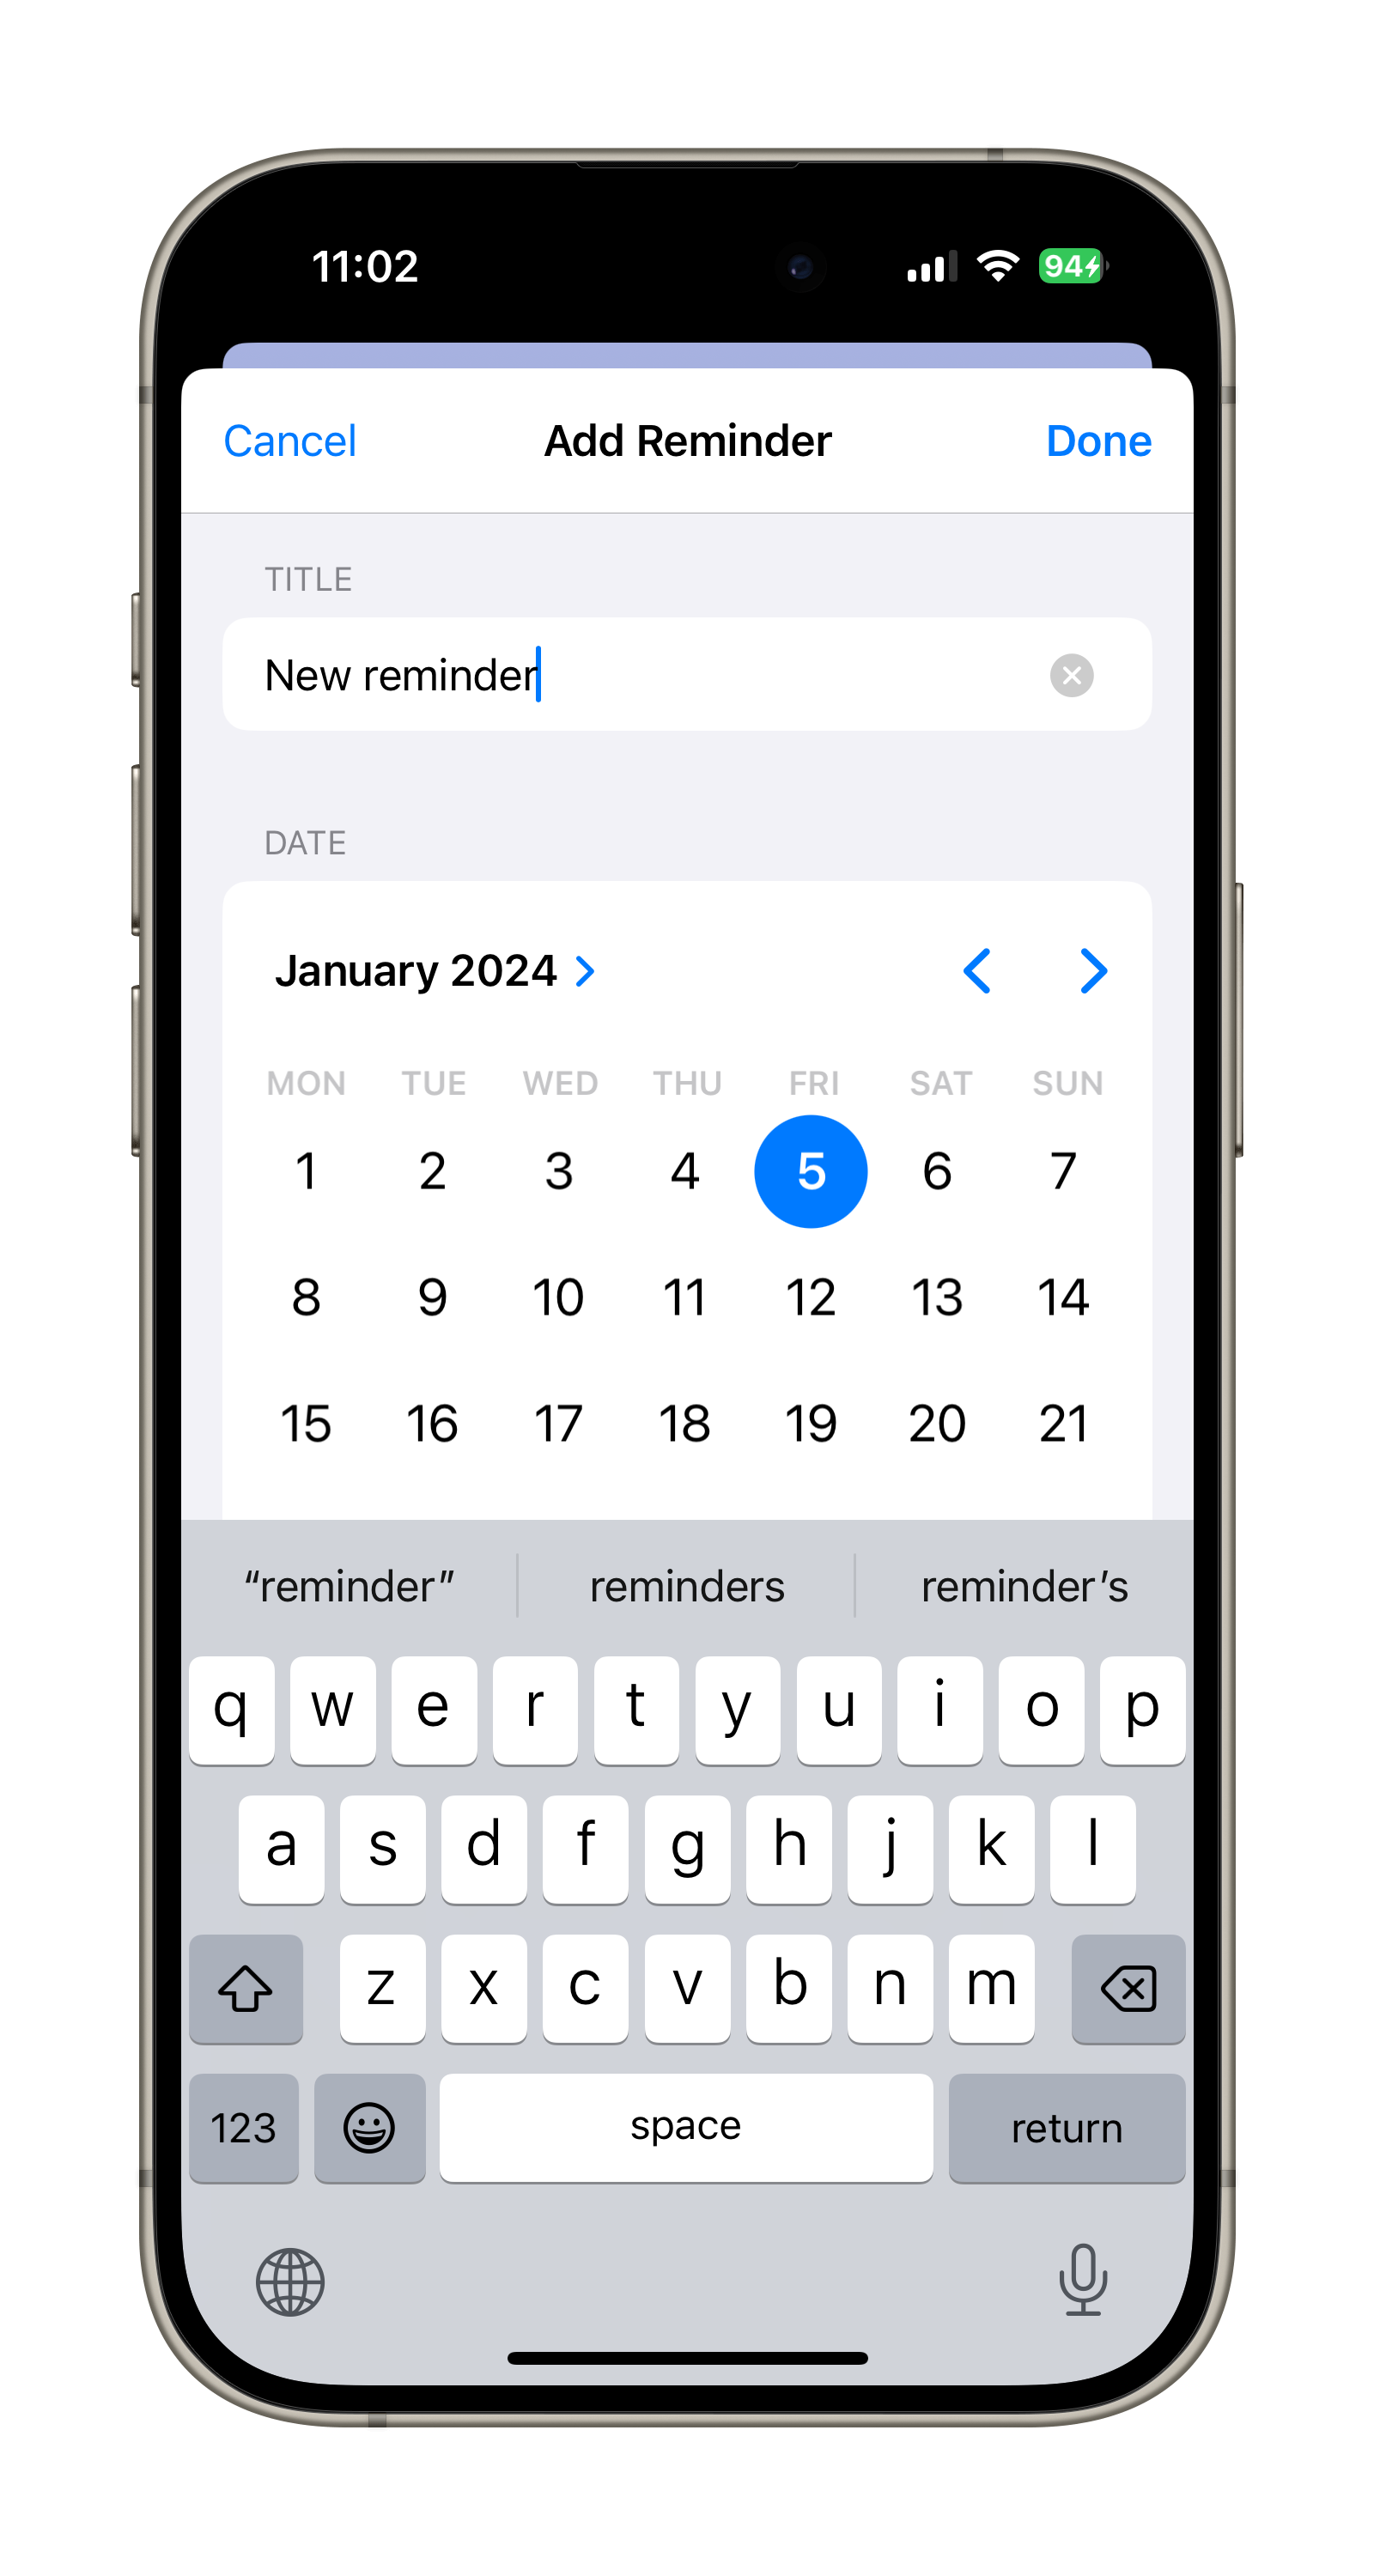 11:02 94
Cancel Add Reminder Done
TITLE
New reminder
DATE
January 2024
MON TUE WED THU FRI SAT SUN
1 2 3 4 5 6 7
8 9 10 11 12 13 14
15 16 17 18 19 20 21
“reminder” reminders reminder’s
q w e r t y u i o p
a s d f g h j k l
z x c v b n m
123 space return